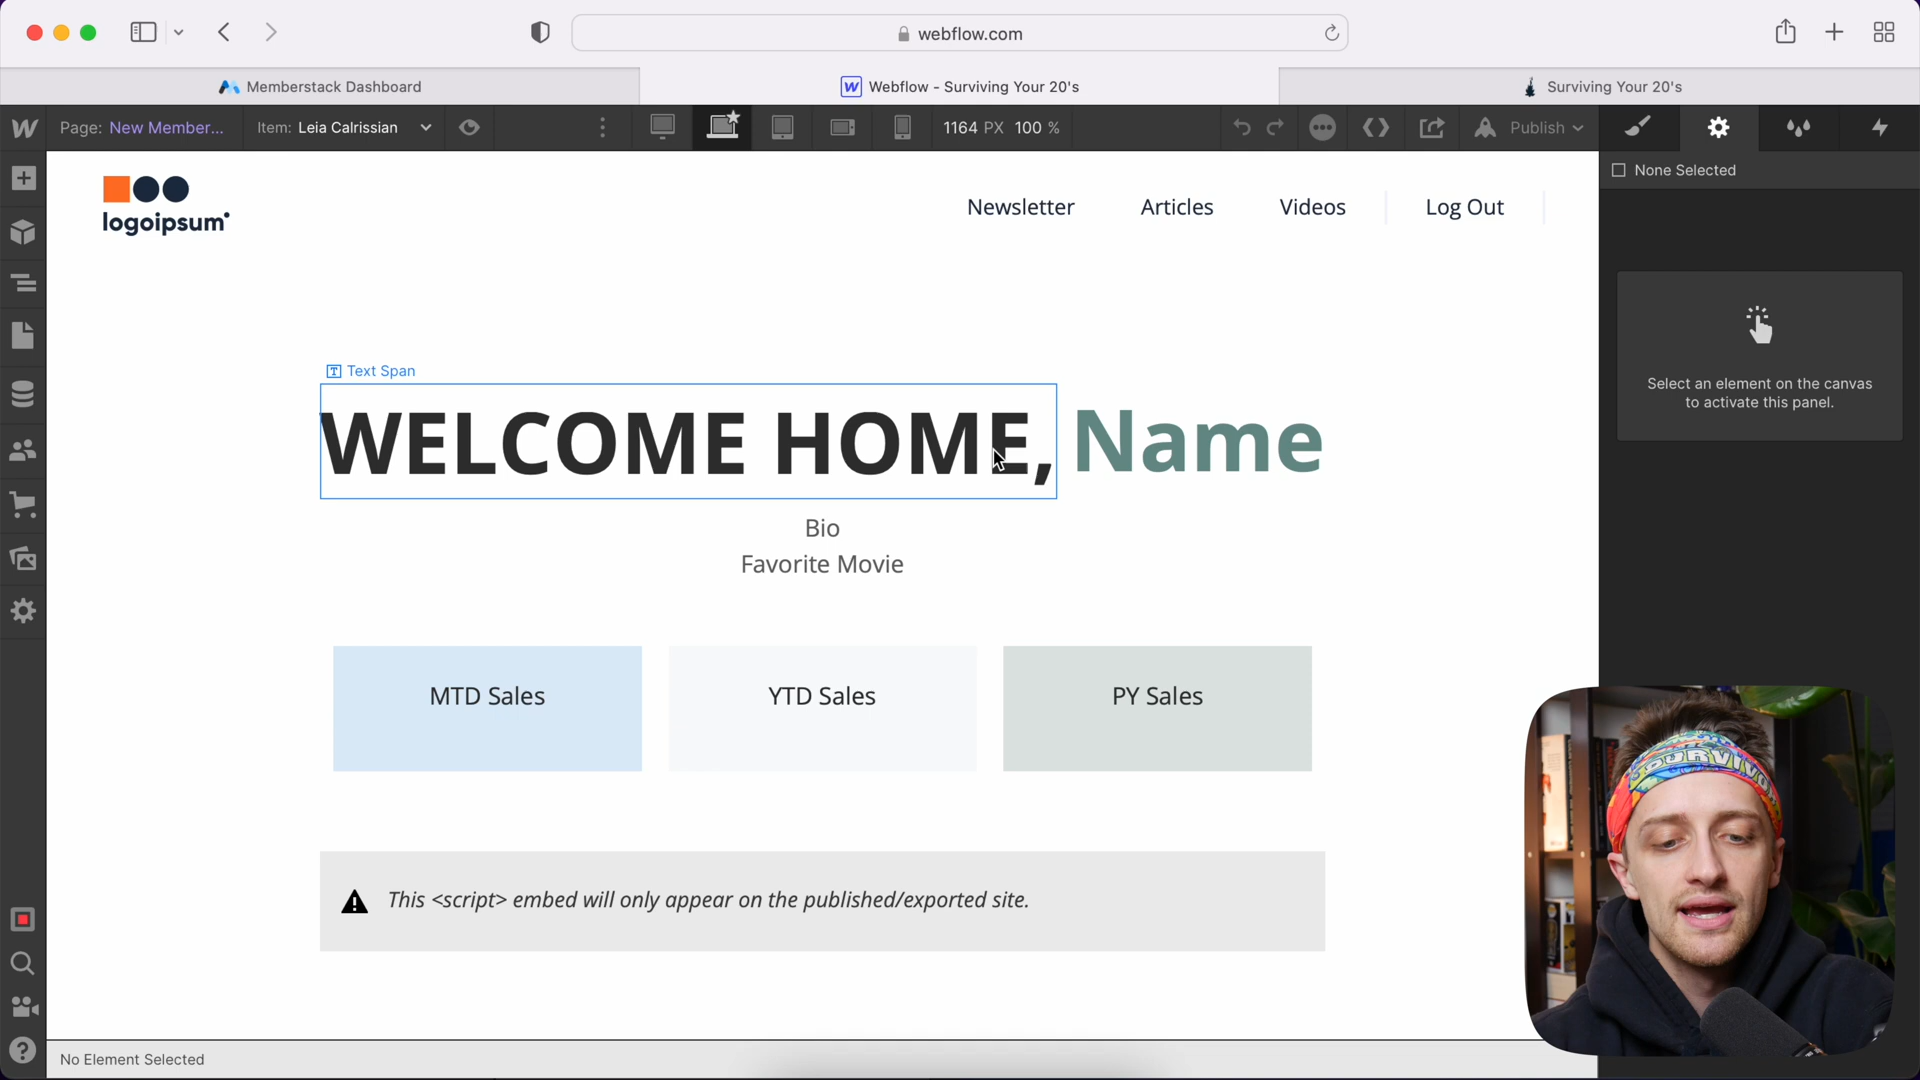 webflow.com
Memberstack Dashboard
Webflow - Surviving Your 20's
Surviving Your 20's
Page: New Member...
Item: Leia Calrissian
1164 PX 100 %
Publish
None Selected
logoipsum
Newsletter
Articles
Videos
Log Out
Select an element on the canvas
to activate this panel.
Text Span
WELCOME HOME, Name
Bio
Favorite Movie
MTD Sales
YTD Sales
PY Sales
This <script> embed will only appear on the published/exported site.
SURVIVO
No Element Selected